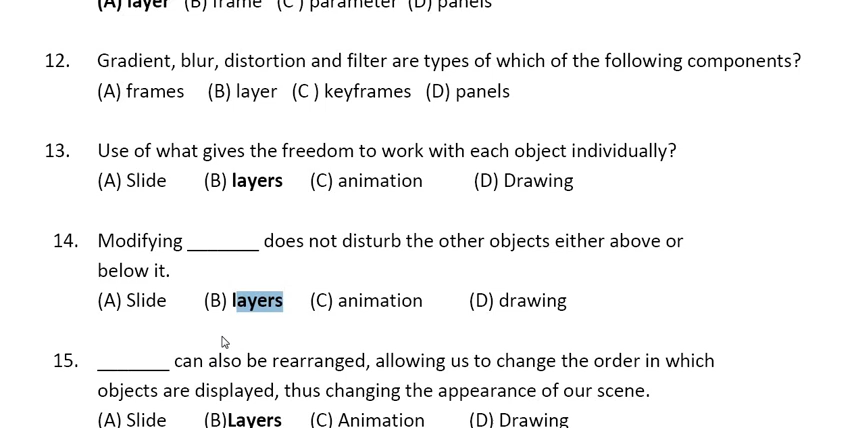 (A) layer (B) frame (C ) parameter (D) panels
12. Gradient, blur, distortion and filter are types of which of the following components?
(A) frames (B) layer (C ) keyframes (D) panels
13. Use of what gives the freedom to work with each object individually?
(A) Slide (B) layers (C) animation (D) Drawing
14. Modifying _______ does not disturb the other objects either above or
below it.
(A) Slide (B) layers (C) animation (D) drawing
15. _______ can also be rearranged, allowing us to change the order in which
objects are displayed, thus changing the appearance of our scene.
(A) Slide (B)Layers (C) Animation (D) Drawing